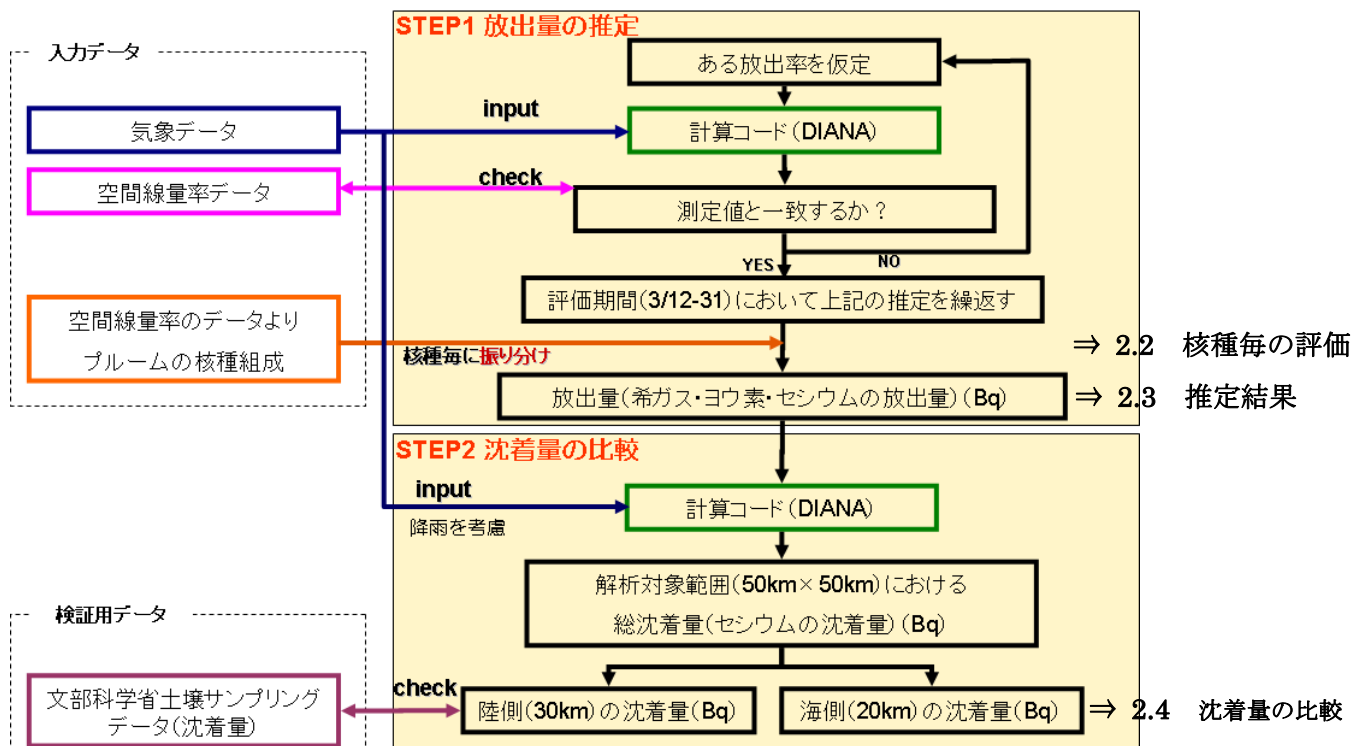 入力データ
気象データ
空間線量率データ
空間線量率のデータより
プルームの核種組成
STEP1 放出量の推定
ある放出率を仮定
input
計算コード(DIANA)
check
測定値と一致するか？
YES
NO
評価期間(3/12-31)において上記の推定を繰返す
核種毎に振り分け
⇒ 2.2 核種毎の評価
放出量(希ガス・ヨウ素・セシウムの放出量)(Bq)
⇒ 2.3 推定結果
STEP2 沈着量の比較
input
降雨を考慮
計算コード(DIANA)
解析対象範囲(50km×50km)における
総沈着量(セシウムの沈着量)(Bq)
検証用データ
文部科学省土壌サンプリング
データ(沈着量)
check
陸側(30km)の沈着量(Bq)
海側(20km)の沈着量(Bq)
⇒ 2.4 沈着量の比較